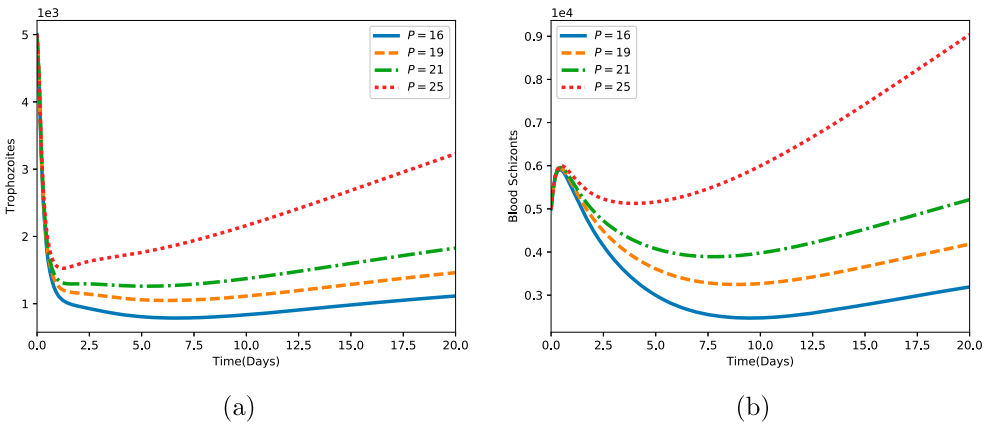 1e3
5
4
3
2
1
Trophozoites
0.0 2.5 5.0 7.5 10.0 12.5 15.0 17.5 20.0
Time(Days)
P = 16
P = 19
P = 21
P = 25
(a)
1e4
0.9
0.8
0.7
0.6
0.5
0.4
0.3
Blood Schizonts
0.0 2.5 5.0 7.5 10.0 12.5 15.0 17.5 20.0
Time(Days)
P = 16
P = 19
P = 21
P = 25
(b)